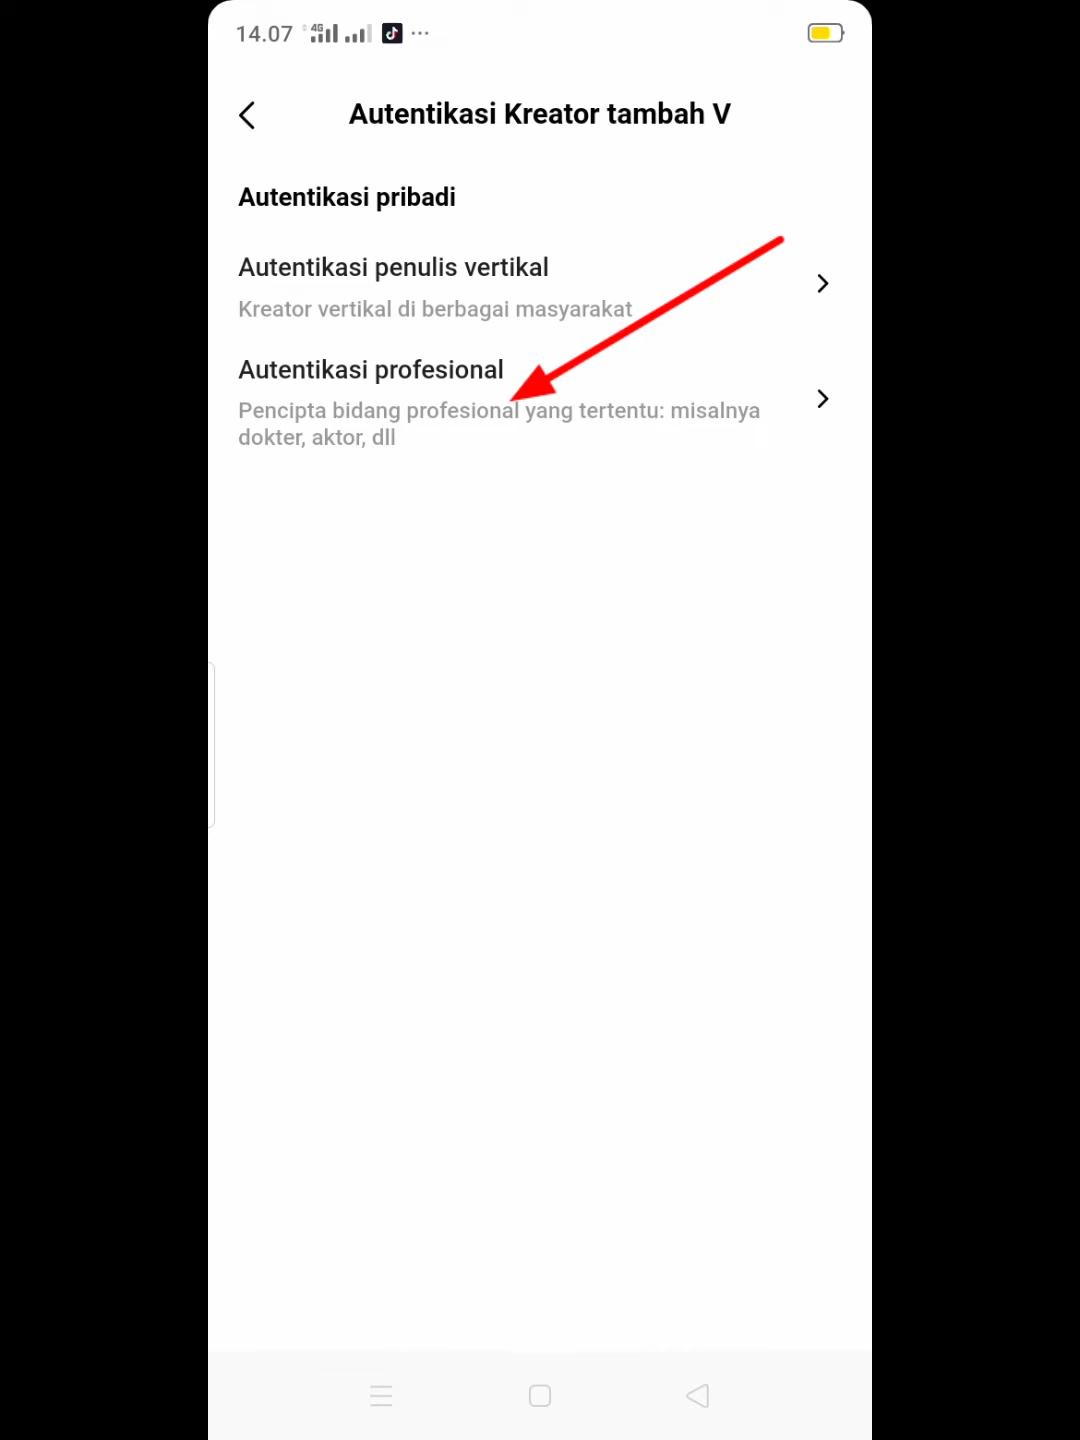 14.07 4G
Autentikasi Kreator tambah V
Autentikasi pribadi
Autentikasi penulis vertikal
Kreator vertikal di berbagai masyarakat
Autentikasi profesional
Pencipta bidang profesional yang tertentu: misalnya
dokter, aktor, dll